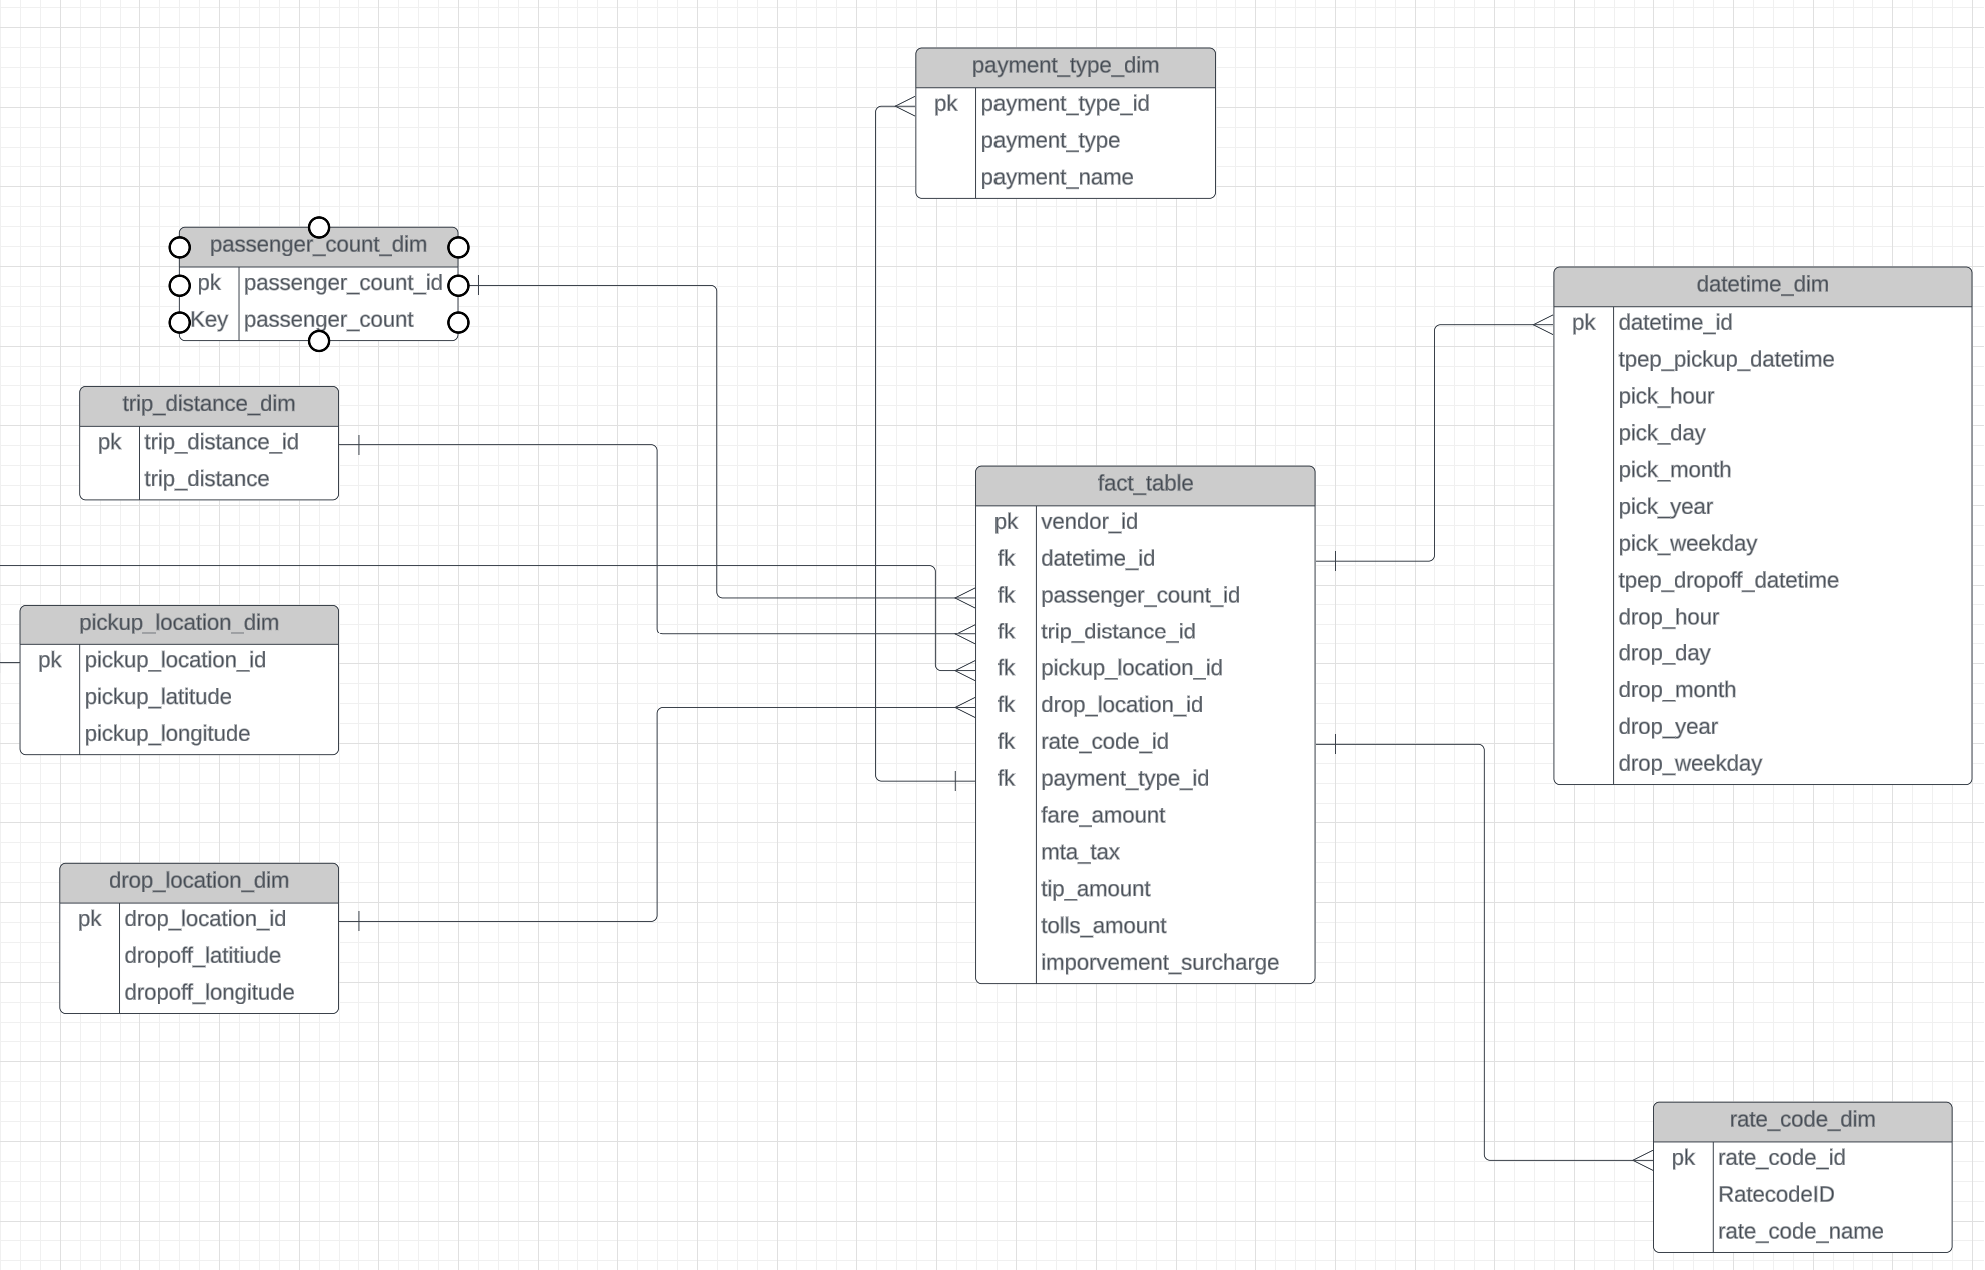 payment_type_dim
pk payment_type_id
payment_type
payment_name
passenger_count_dim
pk passenger_count_id
Key passenger_count
datetime_dim
pk datetime_id
tpep_pickup_datetime
pick_hour
pick_day
pick_month
pick_year
pick_weekday
tpep_dropoff_datetime
drop_hour
drop_day
drop_month
drop_year
drop_weekday
trip_distance_dim
pk trip_distance_id
trip_distance
fact_table
pk vendor_id
fk datetime_id
fk passenger_count_id
fk trip_distance_id
fk pickup_location_id
fk drop_location_id
fk rate_code_id
fk payment_type_id
fare_amount
mta_tax
tip_amount
tolls_amount
imporvement_surcharge
pickup_location_dim
pk pickup_location_id
pickup_latitude
pickup_longitude
drop_location_dim
pk drop_location_id
dropoff_latitiude
dropoff_longitude
rate_code_dim
pk rate_code_id
RatecodeID
rate_code_name